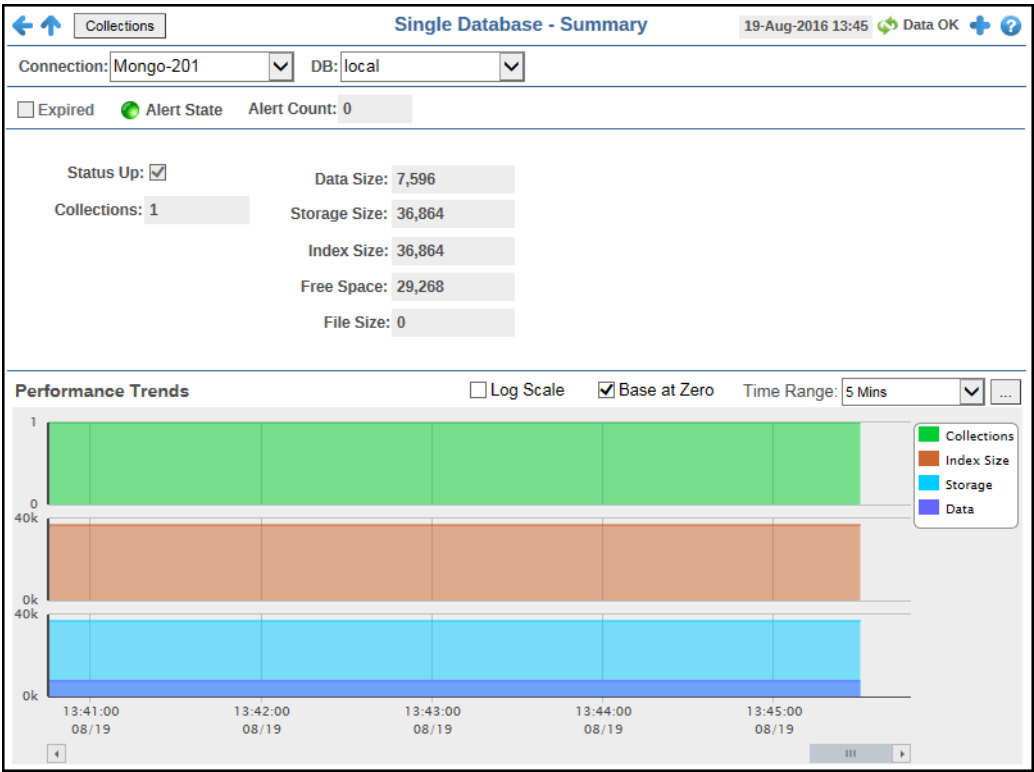 Collections Single Database - Summary 19-Aug-2016 13:45 Data OK
Connection: Mongo-201 DB: local
Expired Alert State Alert Count: 0
Status Up:
Data Size: 7,596
Collections: 1
Storage Size: 36,864
Index Size: 36,864
Free Space: 29,268
File Size: 0
Performance Trends Log Scale Base at Zero Time Range: 5 Mins ...
1
0
40k
0k
40k
0k
Collections
Index Size
Storage
Data
13:41:00 13:42:00 13:43:00 13:44:00 13:45:00
08/19 08/19 08/19 08/19 08/19